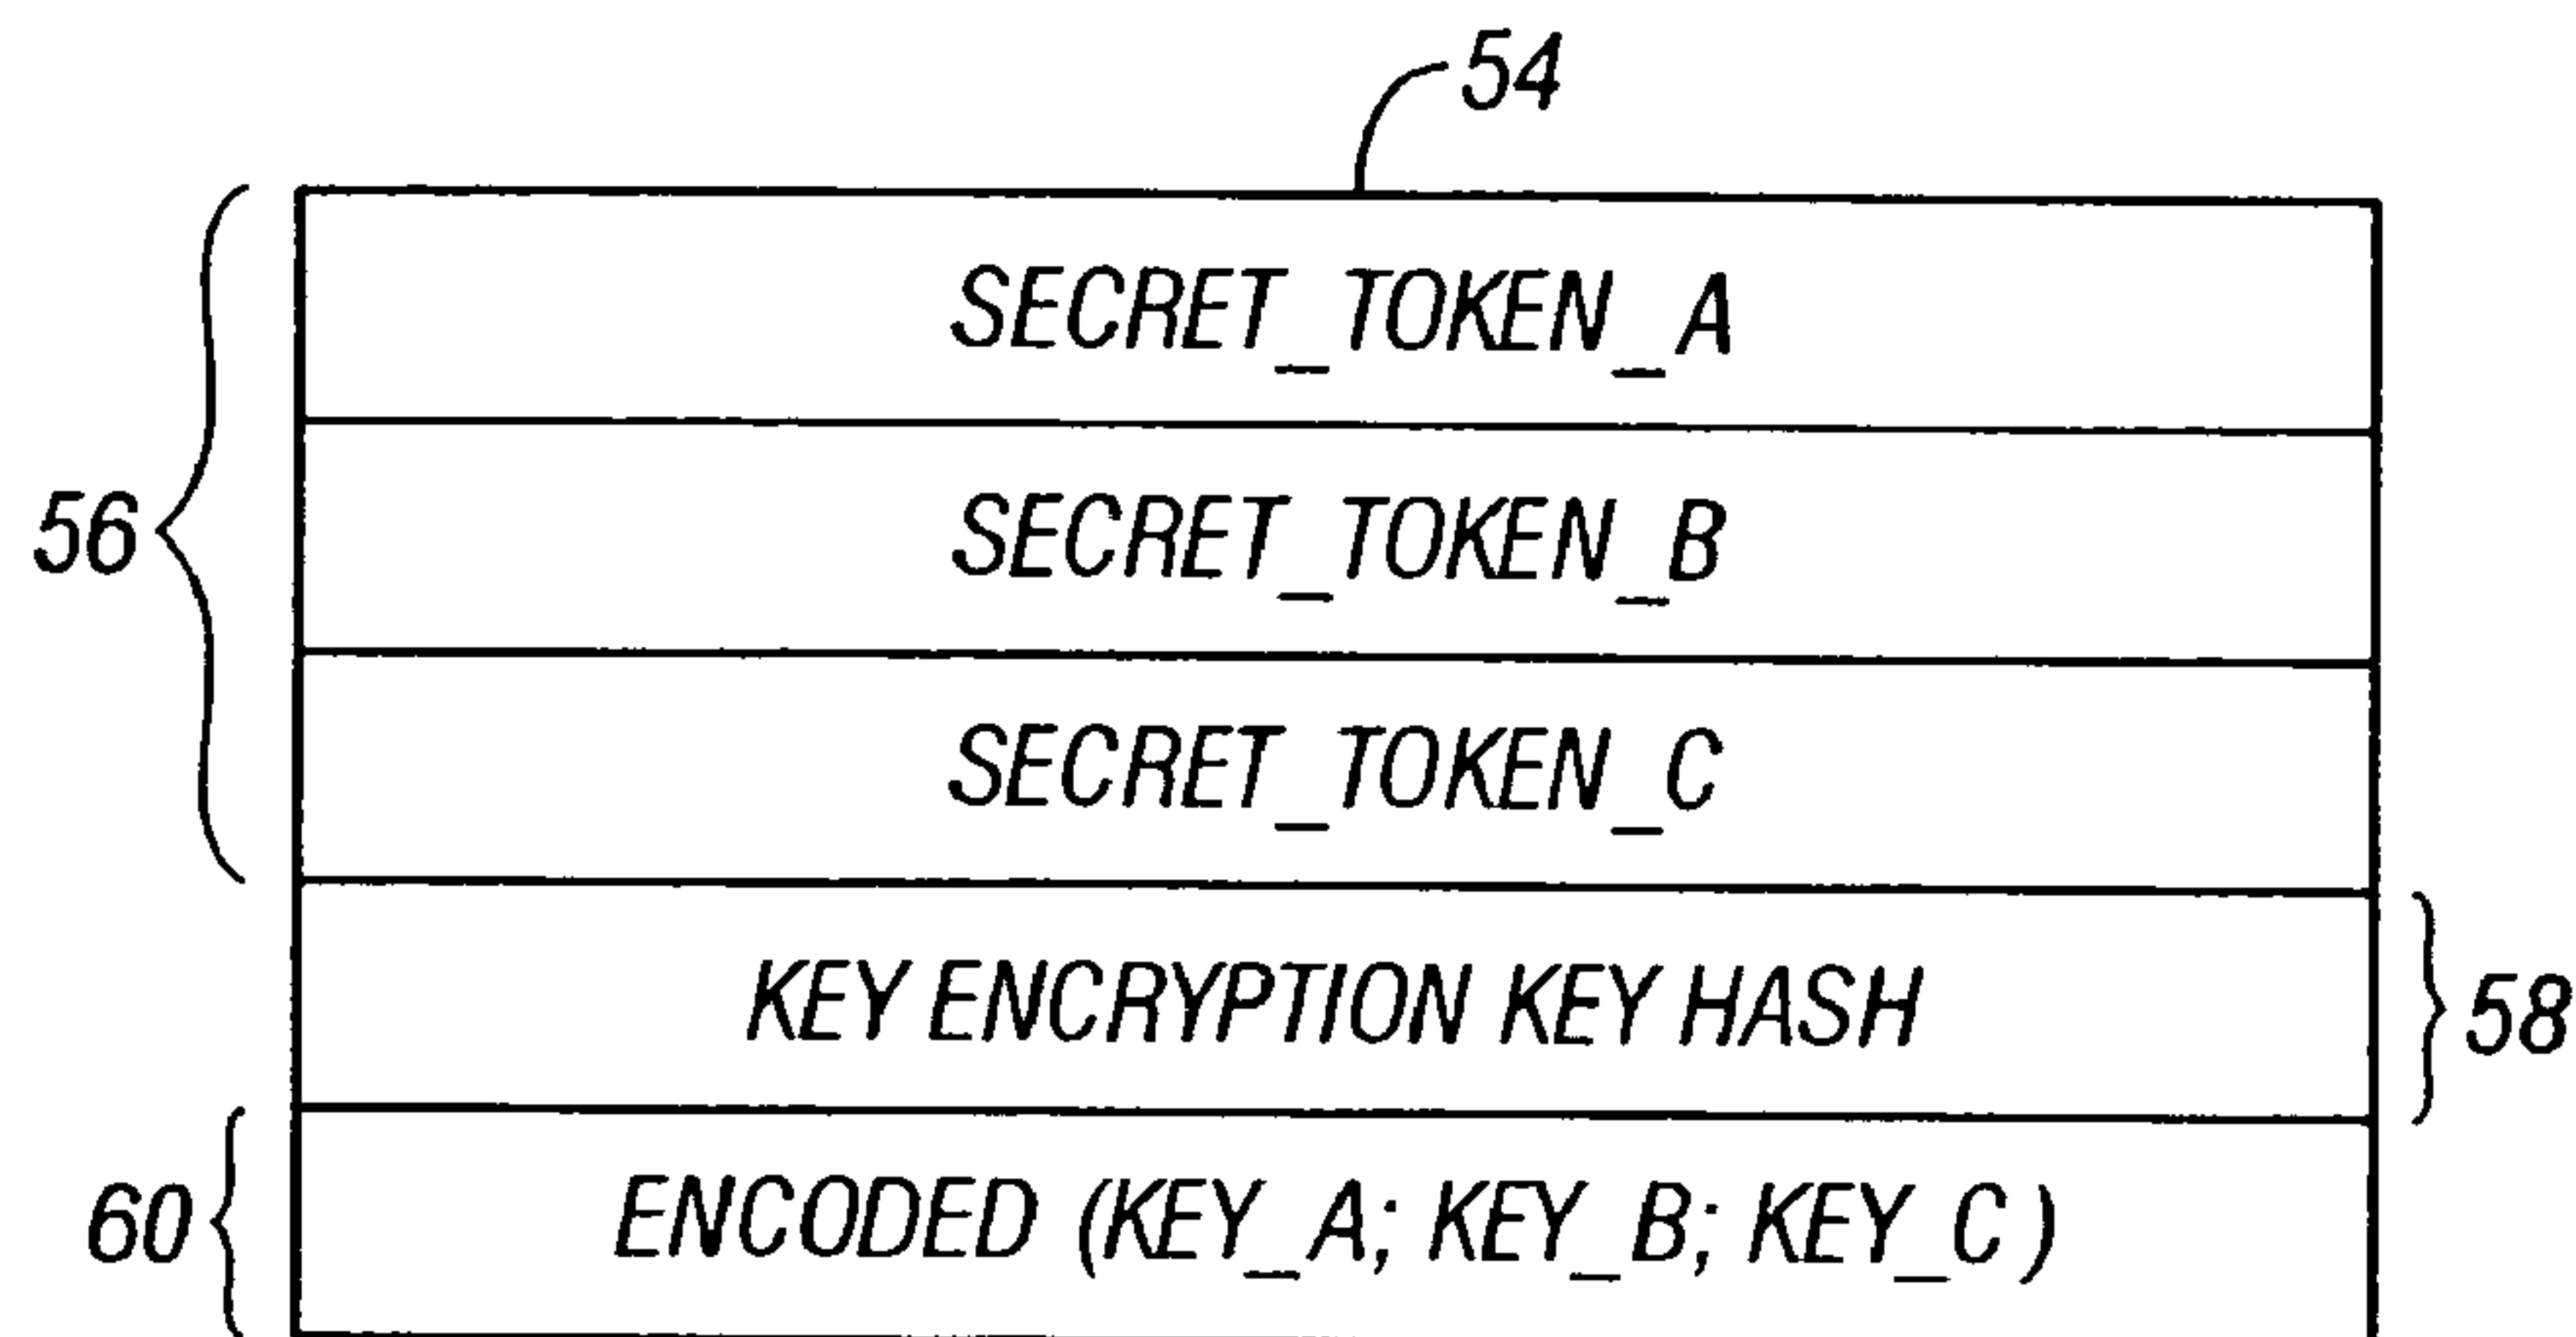 54
SECRET_TOKEN_A
56
SECRET_TOKEN_B
SECRET_TOKEN_C
KEY ENCRYPTION KEY HASH
58
60
ENCODED (KEY_A; KEY_B; KEY_C)